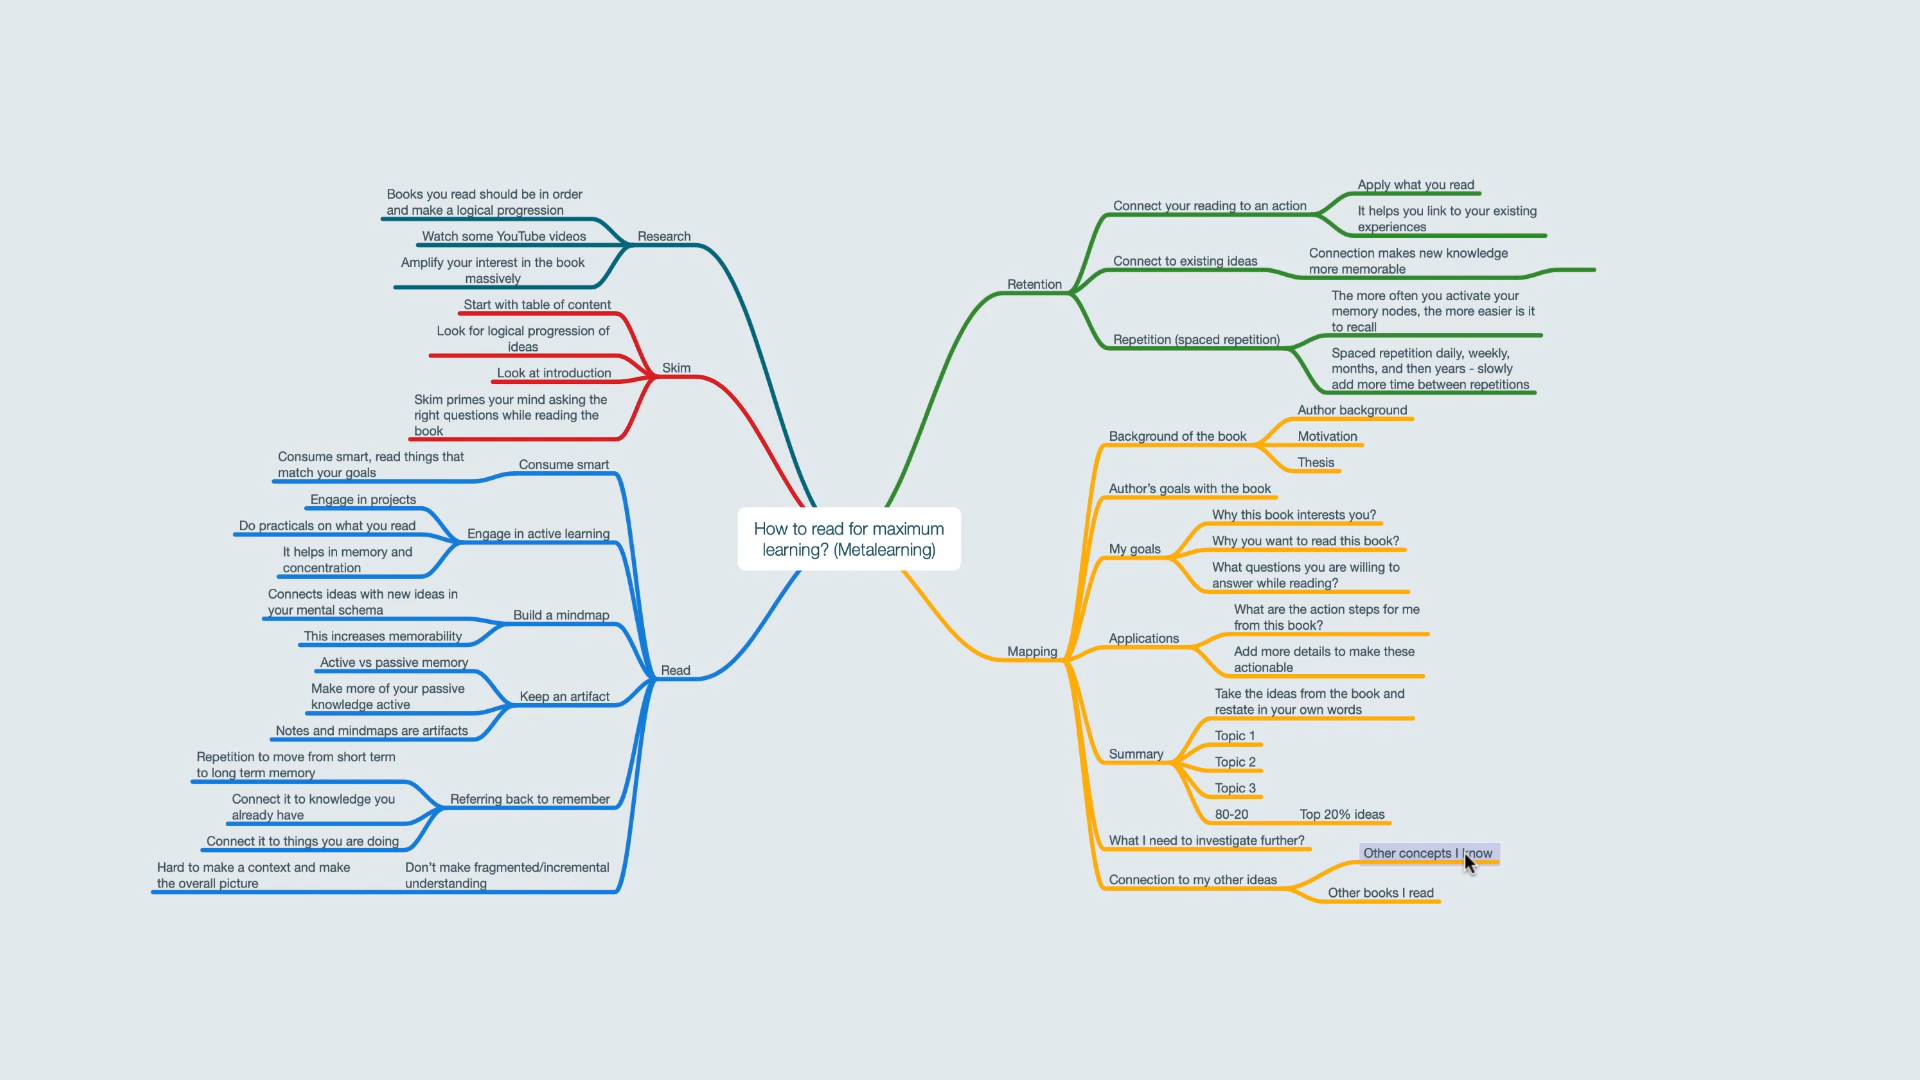 How to read for maximum
learning? (Metalearning)
Research
Books you read should be in order
and make a logical progression
Watch some YouTube videos
Amplify your interest in the book
massively
Skim
Start with table of content
Look for logical progression of
ideas
Look at introduction
Skim primes your mind asking the
right questions while reading the
book
Read
Consume smart
Consume smart, read things that
match your goals
Engage in active learning
Engage in projects
Do practicals on what you read
It helps in memory and
concentration
Build a mindmap
Connects ideas with new ideas in
your mental schema
This increases memorability
Keep an artifact
Active vs passive memory
Make more of your passive
knowledge active
Notes and mindmaps are artifacts
Referring back to remember
Repetition to move from short term
to long term memory
Connect it to knowledge you
already have
Connect it to things you are doing
Don't make fragmented/incremental
understanding
Hard to make a context and make
the overall picture
Retention
Connect your reading to an action
Apply what you read
It helps you link to your existing
experiences
Connect to existing ideas
Connection makes new knowledge
more memorable
Repetition (spaced repetition)
The more often you activate your
memory nodes, the more easier is it
to recall
Spaced repetition daily, weekly,
months, and then years - slowly
add more time between repetitions
Mapping
Background of the book
Author background
Motivation
Thesis
Author's goals with the book
My goals
Why this book interests you?
Why you want to read this book?
What questions you are willing to
answer while reading?
Applications
What are the action steps for me
from this book?
Add more details to make these
actionable
Summary
Take the ideas from the book and
restate in your own words
Topic 1
Topic 2
Topic 3
80-20
Top 20% ideas
What I need to investigate further?
Connection to my other ideas
Other concepts I know
Other books I read